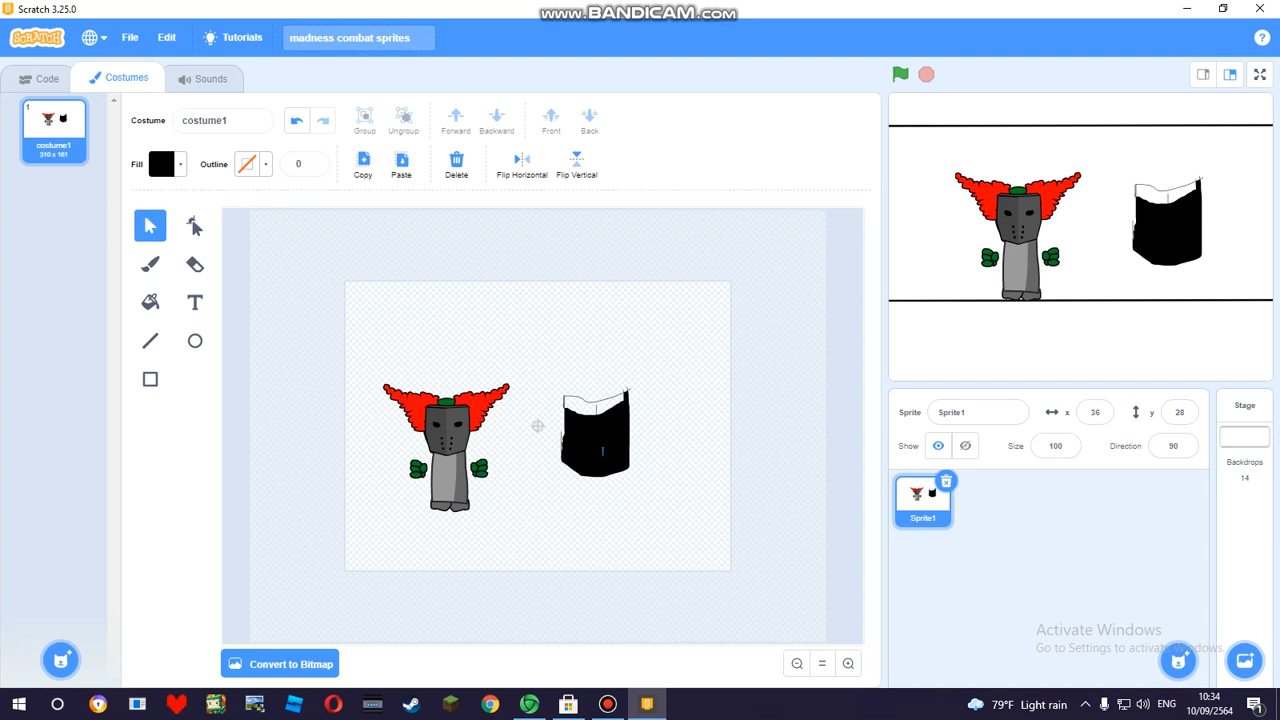 Scratch 3.25.0
www.BANDICAM.com
SCRATCH File Edit Tutorials madness combat sprites
Code Costumes Sounds
1
costume1
310 x 161
Costume costume1 Group Ungroup Forward Backward Front Back
Fill Outline 0 Copy Paste Delete Flip Horizontal Flip Vertical
T
Convert to Bitmap
Sprite Sprite1 x 36 y 28
Show Size 100 Direction 90
Sprite1
Stage
Backdrops
14
Activate Windows
Go to Settings to activate Windows.
79°F Light rain ENG 10:34
10/09/2564